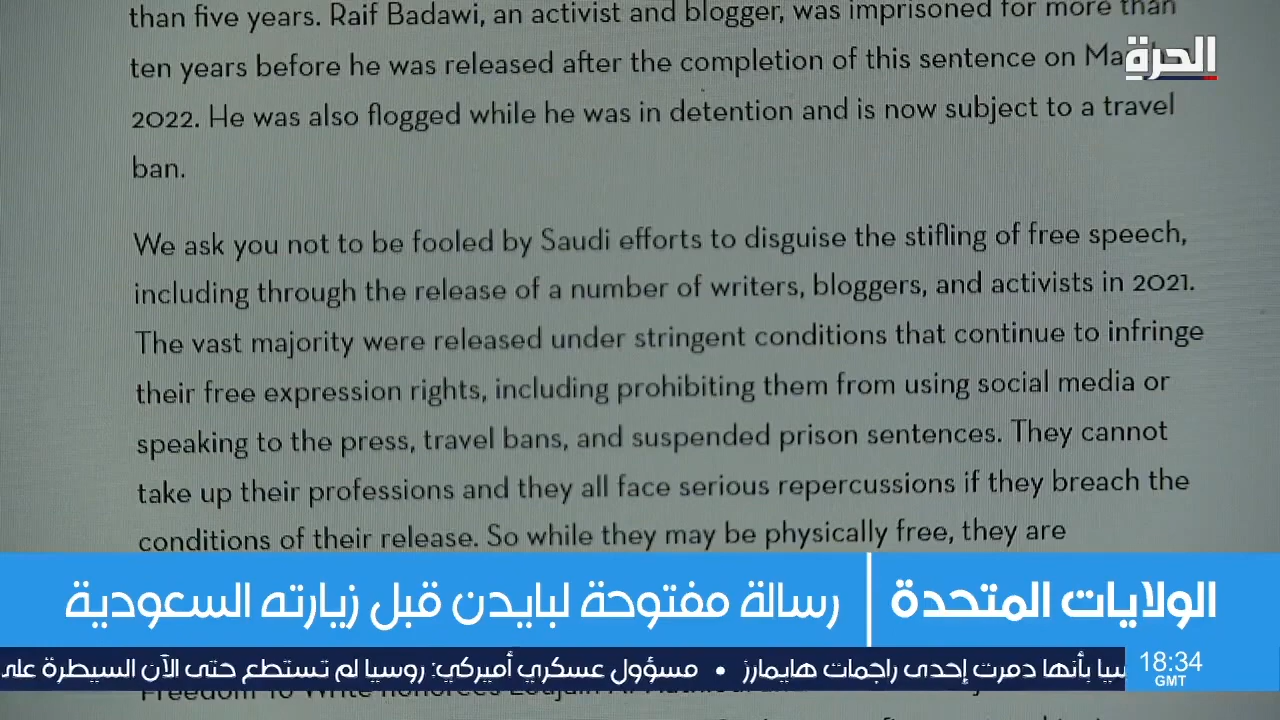 than five years. Raif Badawi, an activist and blogger, was imprisoned for more than
الحرة
ten years before he was released after the completion of this sentence on
2022. He was also flogged while he was in detention and is now subject to a travel
ban.
We ask you not to be fooled by Saudi efforts to disguise the stifling of free speech,
including through the release of a number of writers, bloggers, and activists in 2021.
The vast majority were released under stringent conditions that continue to infringe
their free expression rights, including prohibiting them from using social media or
speaking to the press, travel bans, and suspended prison sentences. They cannot
take up their professions and they all face serious repercussions if they breach the
conditions of their release. So while they may be physically free, they are
الولايات المتحدة
رسالة مفتوحة لبايدن قبل زيارته السعودية
18:34
GMT
بأنها دمرت إحدى راجمات هايمارز • مسؤول عسكري أميركي: روسيا لم تستطع حتى الآن السيطرة على